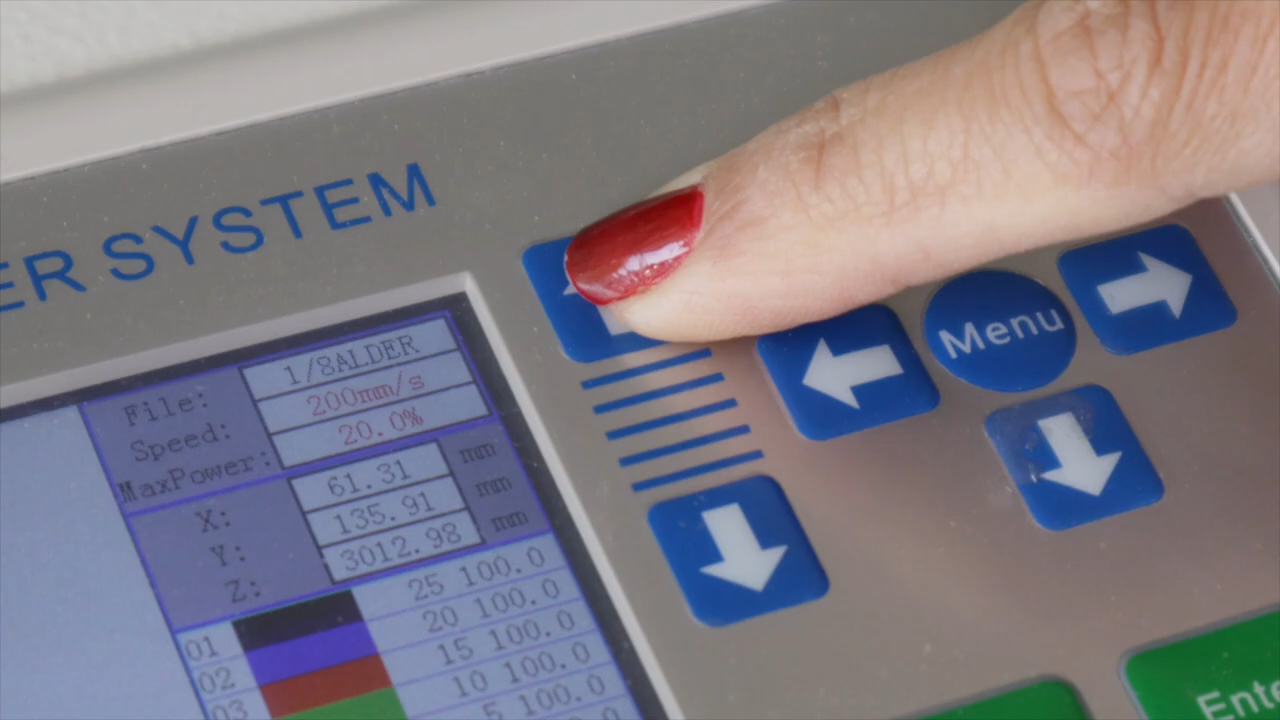 ER SYSTEM
File: 1/8ALDER
Speed: 200mm/s
MaxPower: 20.0%
X: 61.31 mm
Y: 135.91 mm
Z: 3012.98 mm
01 25 100.0
02 20 100.0
03 15 100.0
10 100.0
5 100.0
Menu
Ente